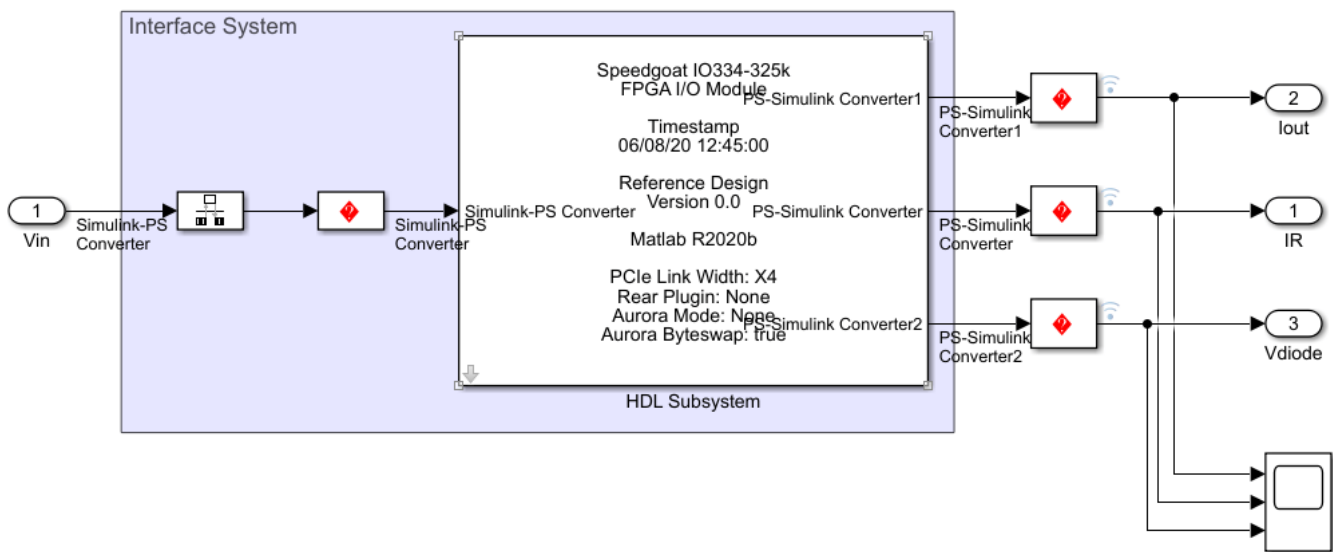 Interface System
Speedgoat IO334-325k
FPGA I/O Module
Timestamp
06/08/20 12:45:00
Reference Design
Version 0.0
Matlab R2020b
PCIe Link Width: X4
Rear Plugin: None
Aurora Mode: None
Aurora Byteswap: true
HDL Subsystem
1
Vin
Simulink-PS
Converter
Simulink-PS
Converter
Simulink-PS Converter
PS-Simulink Converter1
PS-Simulink Converter
PS-Simulink Converter2
PS-Simulink
Converter1
PS-Simulink
Converter
PS-Simulink
Converter2
2
Iout
1
IR
3
Vdiode